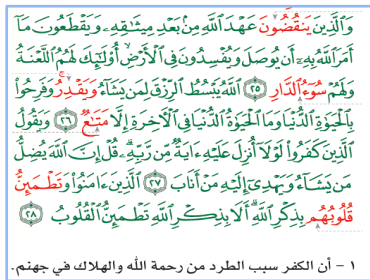 وَالَّذِينَ يَنقُضُونَ عَهْدَ اللَّهِ مِنۢ بَعْدِ مِيثَٰقِهِۦ وَيَقْطَعُونَ مَآ
أَمَرَ اللَّهُ بِهِۦٓ أَن يُوصَلَ وَيُفْسِدُونَ فِي الْأَرْضِ ۙ أُو۟لَٰٓئِكَ لَهُمُ اللَّعْنَةُ
وَلَهُمْ سُوٓءُ الدَّارِ ٢٥ اللَّهُ يَبْسُطُ الرِّزْقَ لِمَن يَشَآءُ وَيَقْدِرُ ۚ وَفَرِحُوا۟
بِالْحَيَوٰةِ الدُّنْيَا وَمَا الْحَيَوٰةُ الدُّنْيَا فِي الْأَخِرَةِ إِلَّا مَتَٰعٌ ٢٦ وَيَقُولُ
الَّذِينَ كَفَرُوا۟ لَوْلَآ أُنزِلَ عَلَيْهِ ءَايَةٌ مِّن رَّبِّهِۦ ۗ قُلْ إِنَّ اللَّهَ يُضِلُّ
مَن يَشَآءُ وَيَهْدِيٓ إِلَيْهِ مَنْ أَنَابَ ٢٧ الَّذِينَ ءَامَنُوا۟ وَتَطْمَئِنُّ
قُلُوبُهُم بِذِكْرِ اللَّهِ ۗ أَلَا بِذِكْرِ اللَّهِ تَطْمَئِنُّ الْقُلُوبُ ٢٨
١ - أن الكفر سبب الطرد من رحمة الله والهلاك في جهنم.